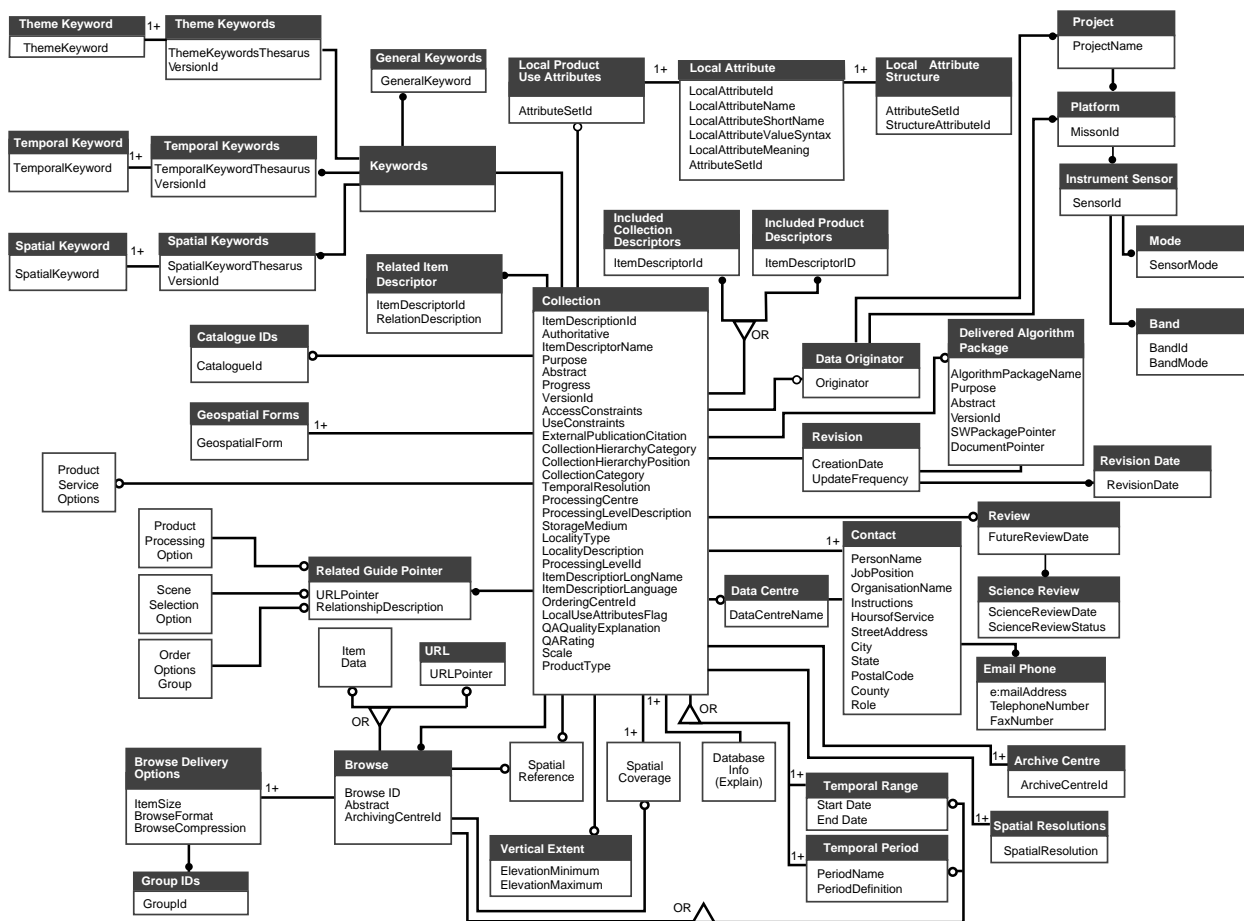 Theme Keyword
ThemeKeyword
1+
Theme Keywords
ThemeKeywordsThesarus
VersionId
General Keywords
GeneralKeyword
Local Product
Use Attributes
AttributeSetId
1+
Local Attribute
LocalAttributeId
LocalAttributeName
LocalAttributeShortName
LocalAttributeValueSyntax
LocalAttributeMeaning
AttributeSetId
1+
Local Attribute
Structure
AttributeSetId
StructureAttributeId
Project
ProjectName
Platform
MissonId
Instrument Sensor
SensorId
Mode
SensorMode
Band
BandId
BandMode
Temporal Keyword
TemporalKeyword
1+
Temporal Keywords
TemporalKeywordThesaurus
VersionId
Keywords
Spatial Keyword
SpatialKeyword
1+
Spatial Keywords
SpatialKeywordThesarus
VersionId
Related Item
Descriptor
ItemDescriptorId
RelationDescription
Included
Collection
Descriptors
ItemDescriptorId
Included Product
Descriptors
ItemDescriptorID
OR
Catalogue IDs
CatalogueId
Geospatial Forms
GeospatialForm
1+
Collection
ItemDescriptionId
Authoritative
ItemDescriptorName
Purpose
Abstract
Progress
VersionId
AccessConstraints
UseConstraints
ExternalPublicationCitation
CollectionHierarchyCategory
CollectionHierarchyPosition
CollectionCategory
TemporalResolution
ProcessingCentre
ProcessingLevelDescription
StorageMedium
LocalityType
LocalityDescription
ProcessingLevelId
ItemDescriptiorLongName
ItemDescriptiorLanguage
OrderingCentreId
LocalUseAttributesFlag
QAQualityExplanation
QARating
Scale
ProductType
Data Originator
Originator
Delivered Algorithm
Package
AlgorithmPackageName
Purpose
Abstract
VersionId
SWPackagePointer
DocumentPointer
Revision
CreationDate
UpdateFrequency
Revision Date
RevisionDate
Review
FutureReviewDate
Science Review
ScienceReviewDate
ScienceReviewStatus
1+
Contact
PersonName
JobPosition
OrganisationName
Instructions
HoursofService
StreetAddress
City
State
PostalCode
County
Role
Data Centre
DataCentreName
Email Phone
e:mailAddress
TelephoneNumber
FaxNumber
Product
Service
Options
Product
Processing
Option
Scene
Selection
Option
Order
Options
Group
Related Guide Pointer
URLPointer
RelationshipDescription
Item
Data
URL
URLPointer
OR
Browse Delivery
Options
ItemSize
BrowseFormat
BrowseCompression
1+
Browse
Browse ID
Abstract
ArchivingCentreId
Group IDs
GroupId
Spatial
Reference
1+
1+
Spatial
Coverage
1+
Database
Info
(Explain)
OR
Vertical Extent
ElevationMinimum
ElevationMaximum
1+
Temporal Range
Start Date
End Date
1+
Temporal Period
PeriodName
PeriodDefinition
OR
1+
Archive Centre
ArchiveCentreId
1+
Spatial Resolutions
SpatialResolution